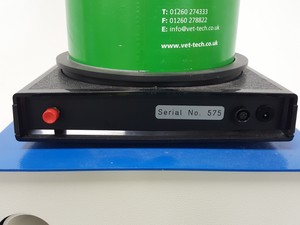 T: 01260 274333
F: 01260 278822
E: info@vet-tech.co.uk
www.vet-tech.co.uk
Serial No. 575